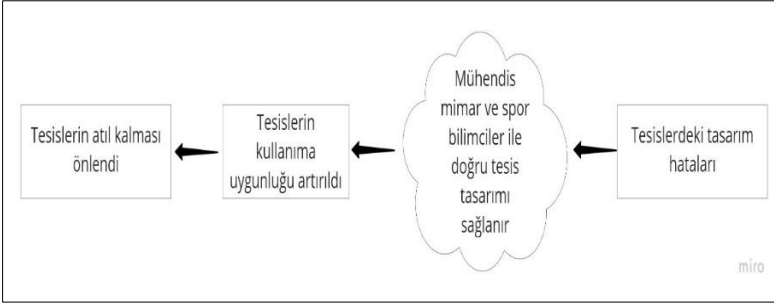 Tesislerin atıl kalması
önlendi
Tesislerin
kullanıma
uygunluğu artırıldı
Mühendis
mimar ve spor
bilimciler ile
doğru tesis
tasarımı
sağlanır
Tesislerdeki tasarım
hataları
miro